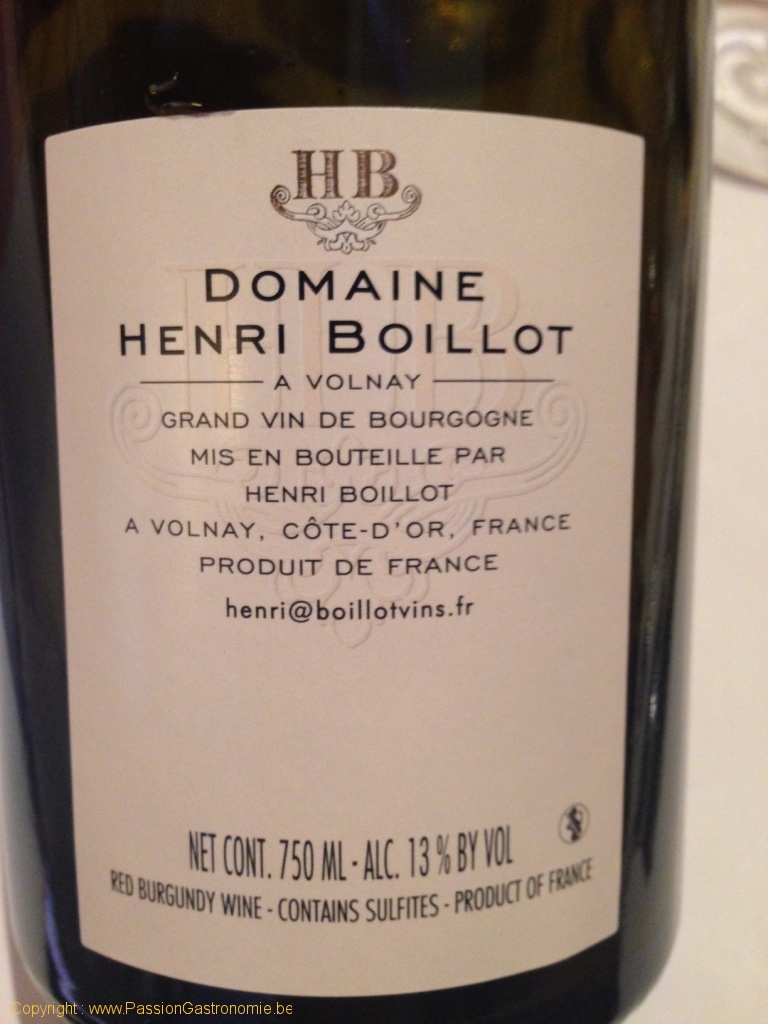 HB
DOMAINE
HENRI BOILLOT
A VOLNAY
GRAND VIN DE BOURGOGNE
MIS EN BOUTEILLE PAR
HENRI BOILLOT
A VOLNAY, CÔTE-D'OR, FRANCE
PRODUIT DE FRANCE
henri@boillotvins.fr
NET CONT. 750 ML - ALC. 13 % BY VOL
RED BURGUNDY WINE - CONTAINS SULFITES - PRODUCT OF FRANCE
Copyright : www.PassionGastronomie.be